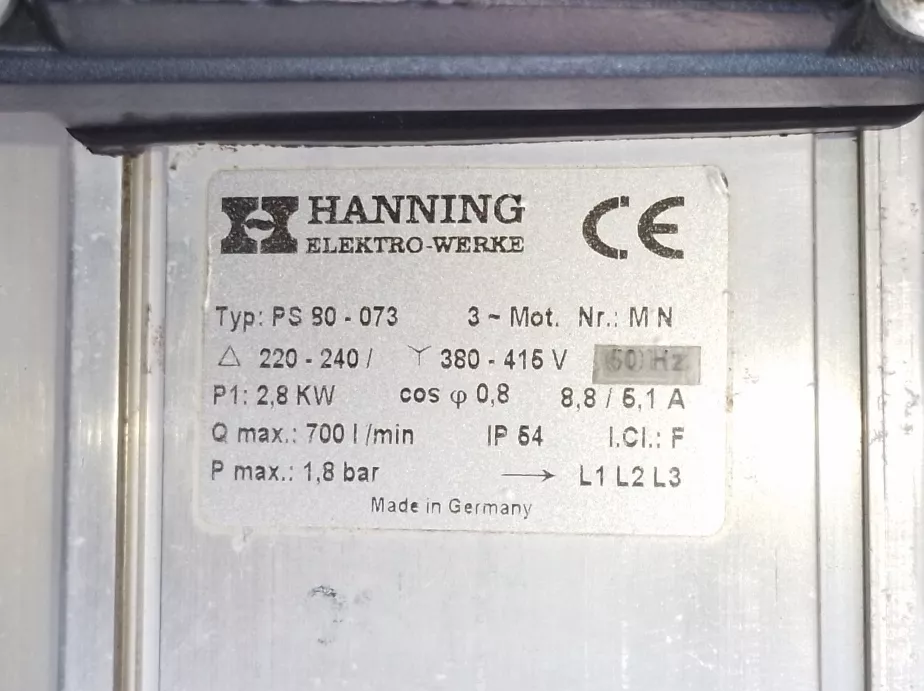 HANNING
ELEKTRO-WERKE
CE
Typ: PS 80 - 073 3 ~ Mot. Nr.: M N
△ 220 - 240 / Y 380 - 415 V (50) Hz
P1: 2,8 KW cos φ 0,8 8,8 / 5,1 A
Q max.: 700 l /min IP 54 I.Cl.: F
P max.: 1,8 bar → L1 L2 L3
Made in Germany